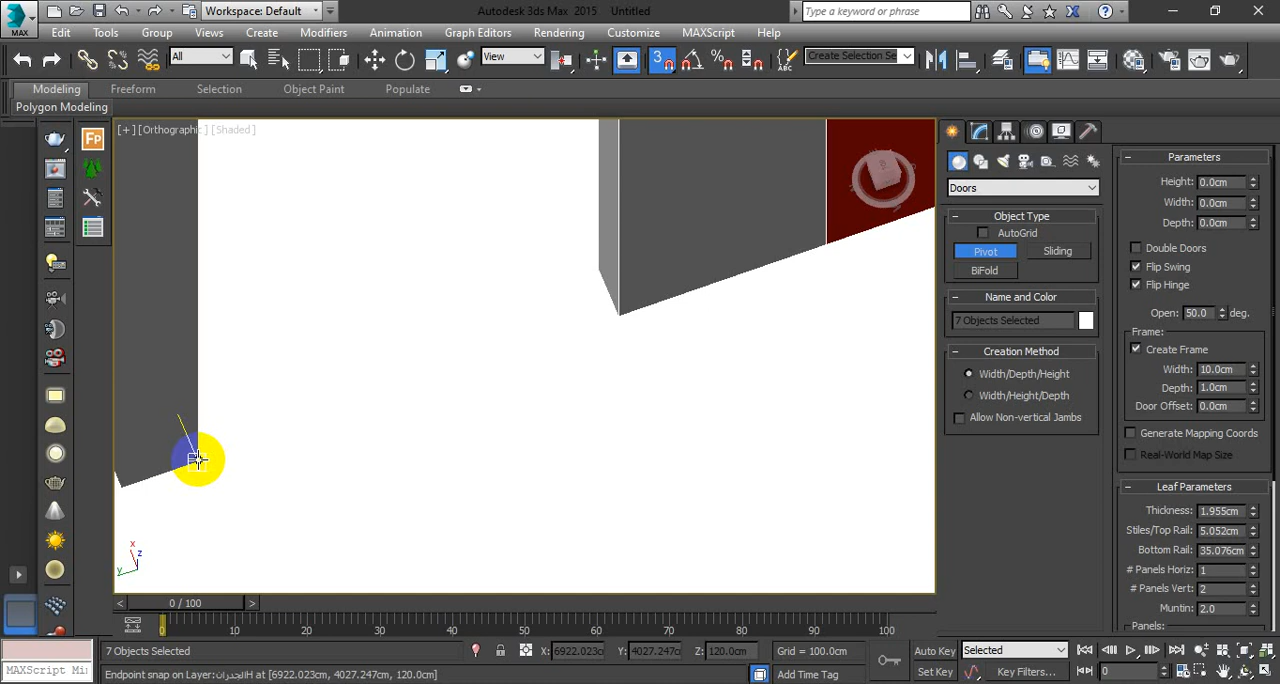 MAX
Workspace: Default
Autodesk 3ds Max 2015 Untitled
Type a keyword or phrase
Edit Tools Group Views Create Modifiers Animation Graph Editors Rendering Customize MAXScript Help
All
View
3
Create Selection Se
Modeling Freeform Selection Object Paint Populate
Polygon Modeling
Fp
[+] [Orthographic] [Shaded]
Doors
Object Type
AutoGrid
Pivot Sliding
BiFold
Name and Color
7 Objects Selected
Creation Method
Width/Depth/Height
Width/Height/Depth
Allow Non-vertical Jambs
Parameters
Height: 0.0cm
Width: 0.0cm
Depth: 0.0cm
Double Doors
Flip Swing
Flip Hinge
Open: 50.0 deg.
Frame:
Create Frame
Width: 10.0cm
Depth: 1.0cm
Door Offset: 0.0cm
Generate Mapping Coords
Real-World Map Size
Leaf Parameters
Thickness: 1.955cm
Stiles/Top Rail: 5.052cm
Bottom Rail: 35.076cm
# Panels Horiz: 1
# Panels Vert: 2
Muntin: 2.0
Panels:
x
z
y
< 0 / 100 >
0 10 20 30 40 50 60 70 80 90 100
7 Objects Selected
X: 6922.023c Y: 4027.247c Z: 120.0cm
Grid = 100.0cm
Auto Key Selected
MAXScript Mi
Endpoint snap on Layer:الجدران\H at [6922.023cm, 4027.247cm, 120.0cm]
Add Time Tag
Set Key Key Filters...
0